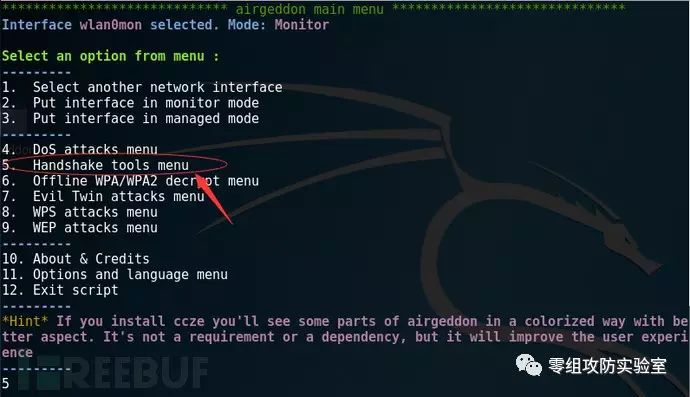 **************************** airgeddon main menu ****************************
Interface wlan0mon selected. Mode: Monitor
Select an option from menu :
---------
1.  Select another network interface
2.  Put interface in monitor mode
3.  Put interface in managed mode
---------
4.  DoS attacks menu
5.  Handshake tools menu
6.  Offline WPA/WPA2 decrypt menu
7.  Evil Twin attacks menu
8.  WPS attacks menu
9.  WEP attacks menu
---------
10. About & Credits
11. Options and language menu
12. Exit script
---------
*Hint* If you install ccze you'll see some parts of airgeddon in a colorized way with be
tter aspect. It's not a requirement or a dependency, but it will improve the user experi
ence
---------
5
REEBUF
零组攻防实验室